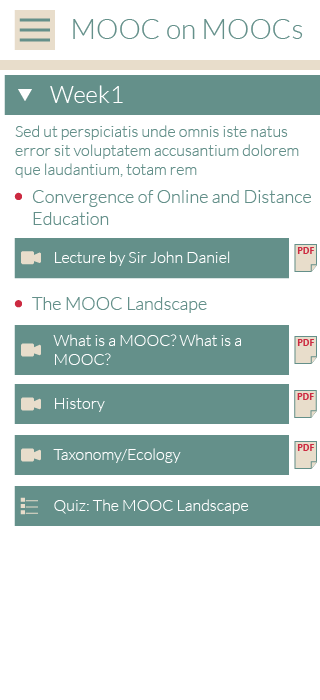 MOOC on MOOCs
Week1
Sed ut perspiciatis unde omnis iste natus
error sit voluptatem accusantium dolorem
que laudantium, totam rem
Convergence of Online and Distance
Education
Lecture by Sir John Daniel
PDF
The MOOC Landscape
What is a MOOC? What is a
MOOC?
PDF
History
PDF
Taxonomy/Ecology
PDF
Quiz: The MOOC Landscape